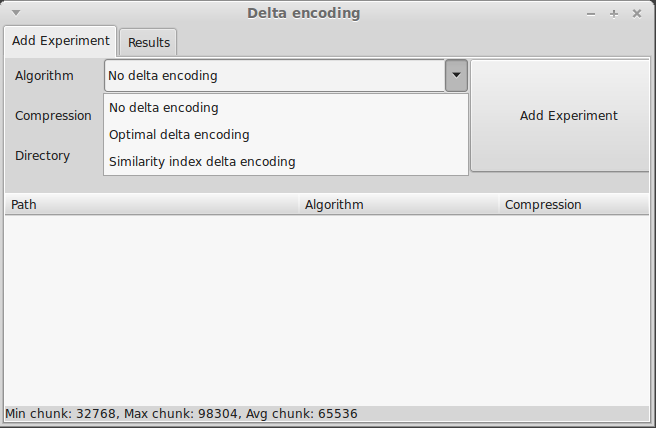 Delta encoding
Add Experiment
Results
Algorithm
No delta encoding
Add Experiment
Compression
No delta encoding
Optimal delta encoding
Directory
Similarity index delta encoding
Path Algorithm Compression
Min chunk: 32768, Max chunk: 98304, Avg chunk: 65536